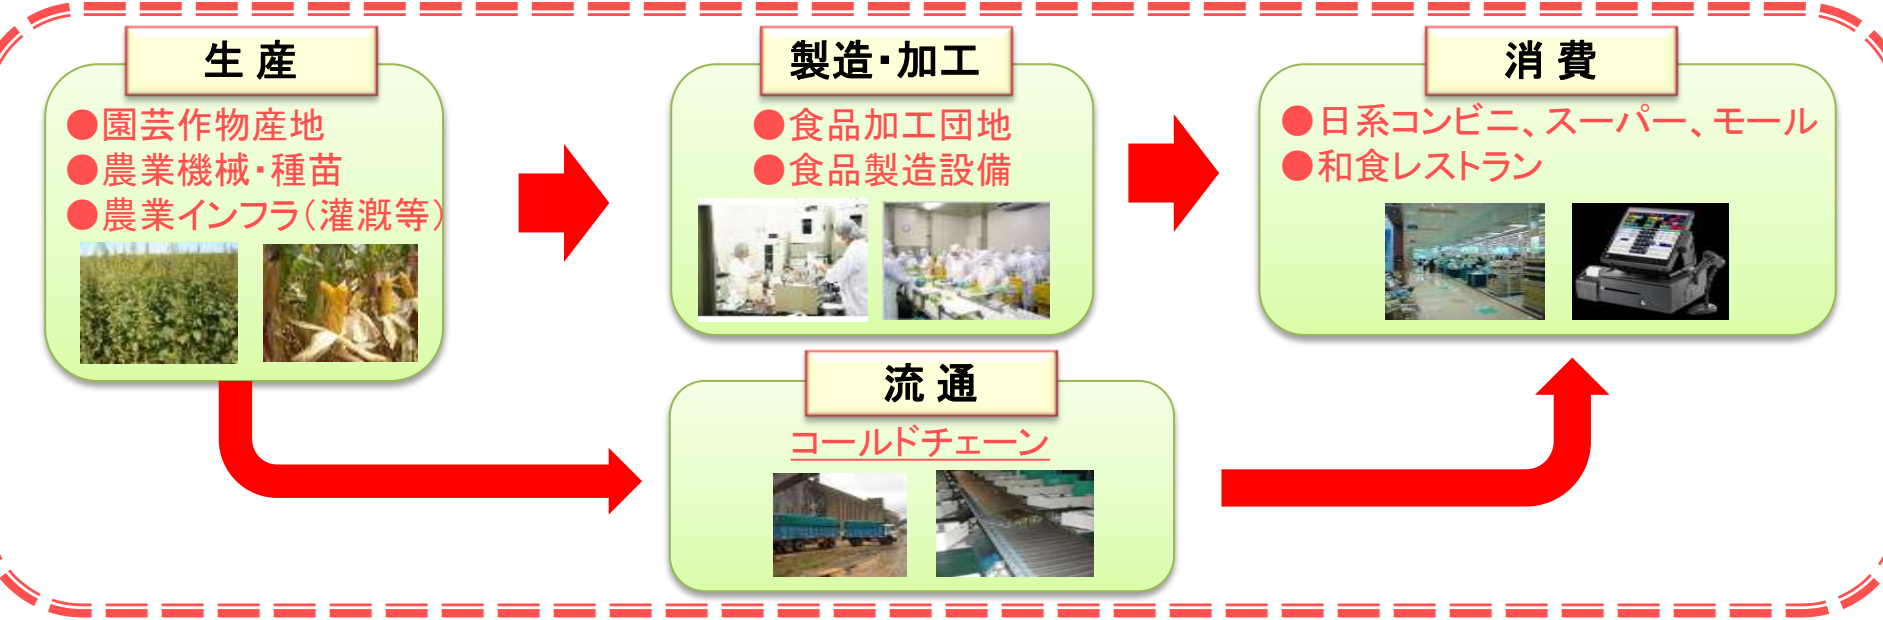 生 産
●園芸作物産地
●農業機械・種苗
●農業インフラ（灌漑等）
製造・加工
●食品加工団地
●食品製造設備
消 費
●日系コンビニ、スーパー、モール
●和食レストラン
流 通
コールドチェーン